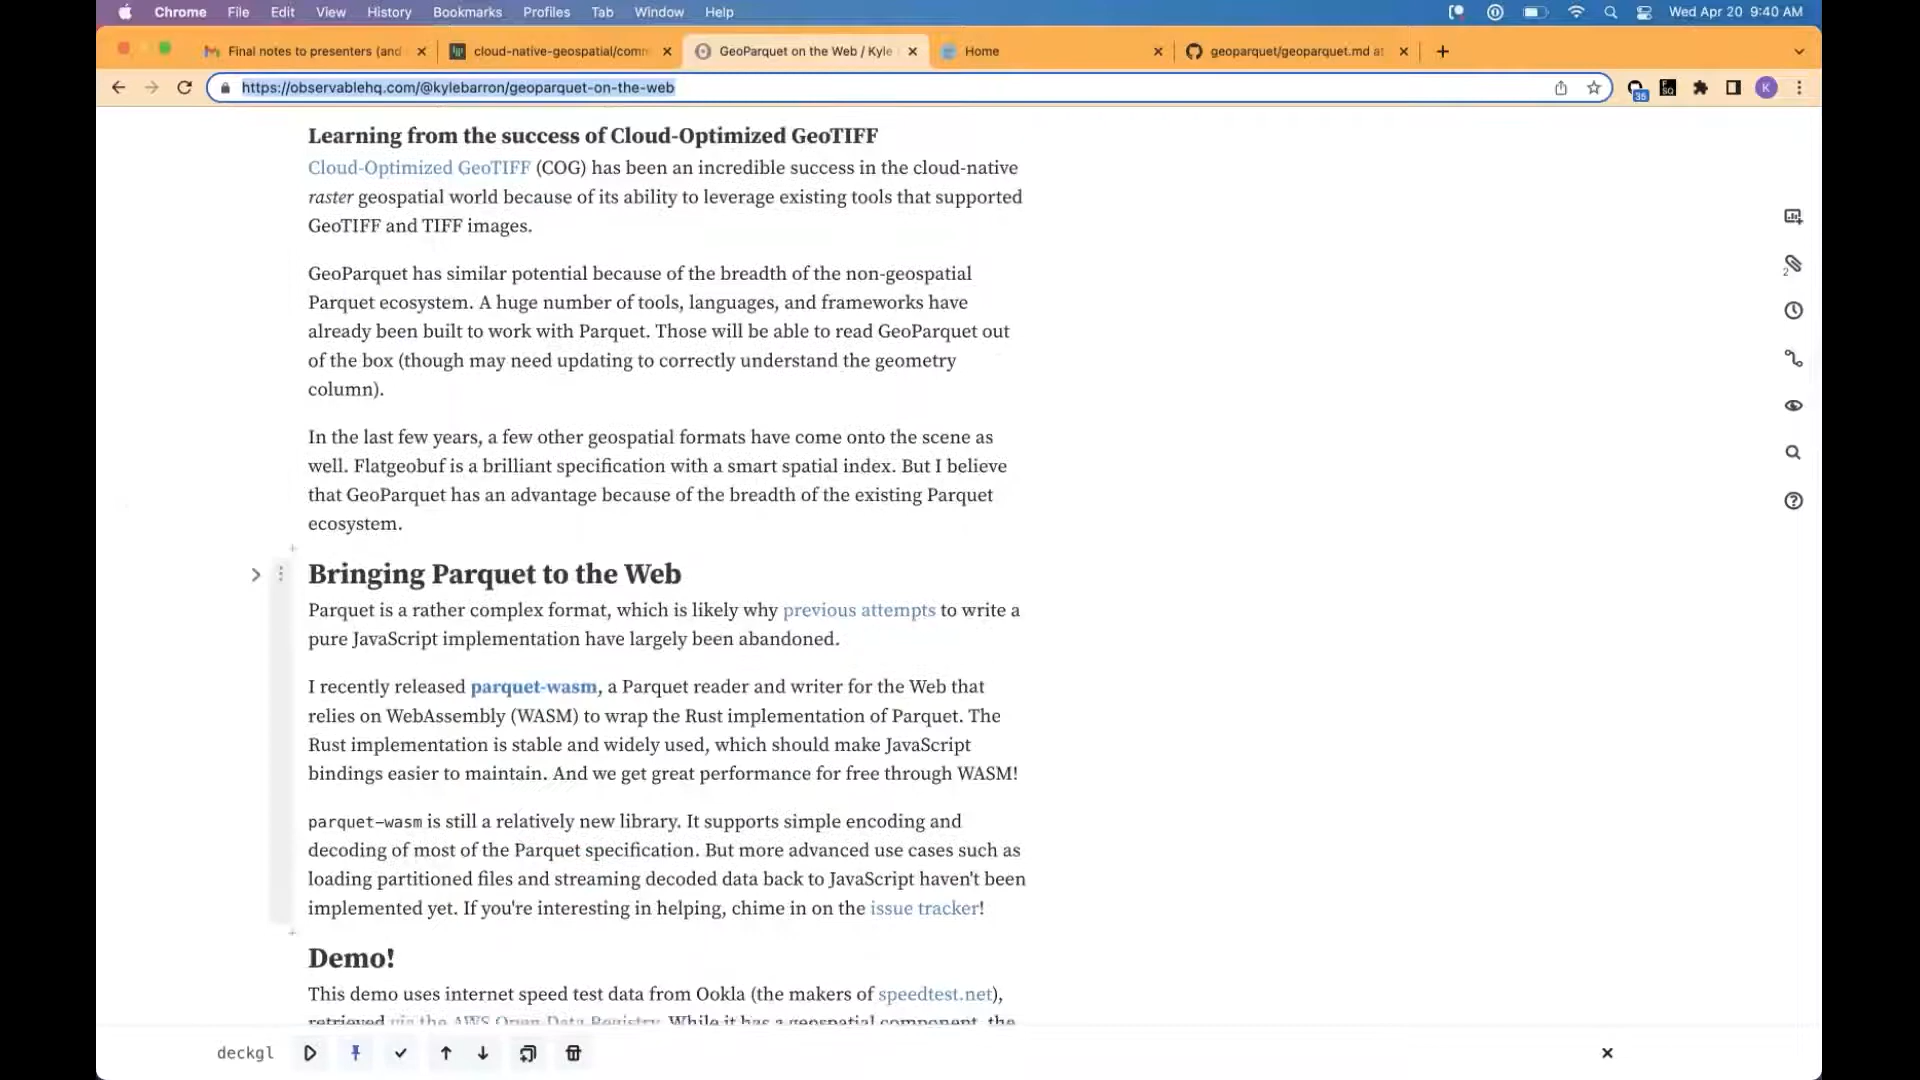 Chrome File Edit View History Bookmarks Profiles Tab Window Help Wed Apr 20 9:40 AM
Final notes to presenters (and cloud-native-geospatial/comm GeoParquet on the Web / Kyle Home geoparquet/geoparquet.md at
https://observablehq.com/@kylebarron/geoparquet-on-the-web 35 SQ K
Learning from the success of Cloud-Optimized GeoTIFF
Cloud-Optimized GeoTIFF (COG) has been an incredible success in the cloud-native
raster geospatial world because of its ability to leverage existing tools that supported
GeoTIFF and TIFF images.
GeoParquet has similar potential because of the breadth of the non-geospatial
Parquet ecosystem. A huge number of tools, languages, and frameworks have
already been built to work with Parquet. Those will be able to read GeoParquet out
of the box (though may need updating to correctly understand the geometry
column).
In the last few years, a few other geospatial formats have come onto the scene as
well. Flatgeobuf is a brilliant specification with a smart spatial index. But I believe
that GeoParquet has an advantage because of the breadth of the existing Parquet
ecosystem.
Bringing Parquet to the Web
Parquet is a rather complex format, which is likely why previous attempts to write a
pure JavaScript implementation have largely been abandoned.
I recently released parquet-wasm, a Parquet reader and writer for the Web that
relies on WebAssembly (WASM) to wrap the Rust implementation of Parquet. The
Rust implementation is stable and widely used, which should make JavaScript
bindings easier to maintain. And we get great performance for free through WASM!
parquet-wasm is still a relatively new library. It supports simple encoding and
decoding of most of the Parquet specification. But more advanced use cases such as
loading partitioned files and streaming decoded data back to JavaScript haven't been
implemented yet. If you're interesting in helping, chime in on the issue tracker!
Demo!
This demo uses internet speed test data from Ookla (the makers of speedtest.net),
retrieved via the AWS Open Data Registry. While it has a geospatial component, the
deckgl
2